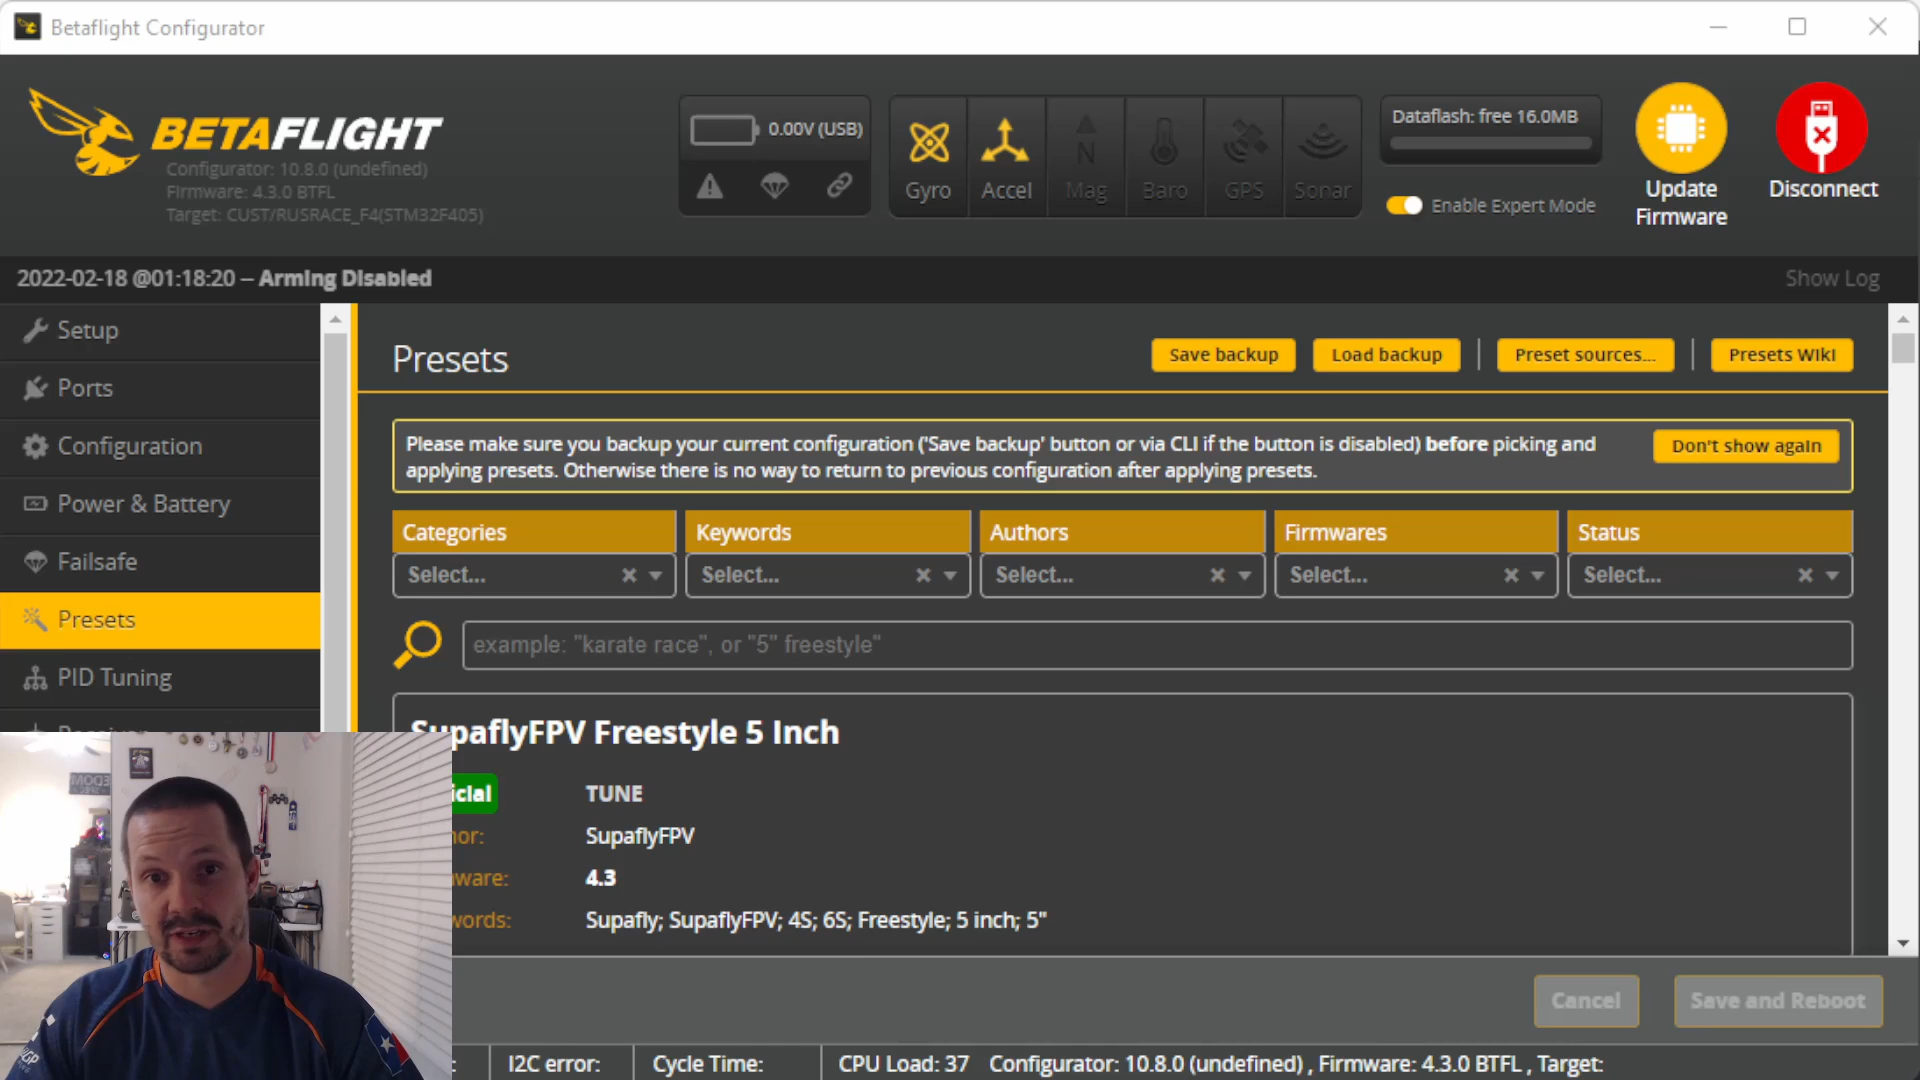 Betaflight Configurator
BETAFLIGHT
Configurator: 10.8.0 (undefined)
Firmware: 4.3.0 BTFL
Target: CUST/RUSRACE_F4(STM32F405)
0.00V (USB)
Gyro
Accel
Mag
Baro
GPS
Sonar
Dataflash: free 16.0MB
Enable Expert Mode
Update
Firmware
Disconnect
2022-02-18 @01:18:20 -- Arming Disabled
Show Log
Setup
Ports
Configuration
Power & Battery
Failsafe
Presets
PID Tuning
Presets
Save backup
Load backup
Preset sources...
Presets Wiki
Please make sure you backup your current configuration ('Save backup' button or via CLI if the button is disabled) before picking and
applying presets. Otherwise there is no way to return to previous configuration after applying presets.
Don't show again
Categories
Keywords
Authors
Firmwares
Status
Select...
Select...
Select...
Select...
Select...
example: "karate race", or "5" freestyle"
SupaflyFPV Freestyle 5 Inch
icial
TUNE
hor:
SupaflyFPV
ware:
4.3
words:
Supafly; SupaflyFPV; 4S; 6S; Freestyle; 5 inch; 5"
Cancel
Save and Reboot
I2C error:
Cycle Time:
CPU Load: 37
Configurator: 10.8.0 (undefined) , Firmware: 4.3.0 BTFL , Target: